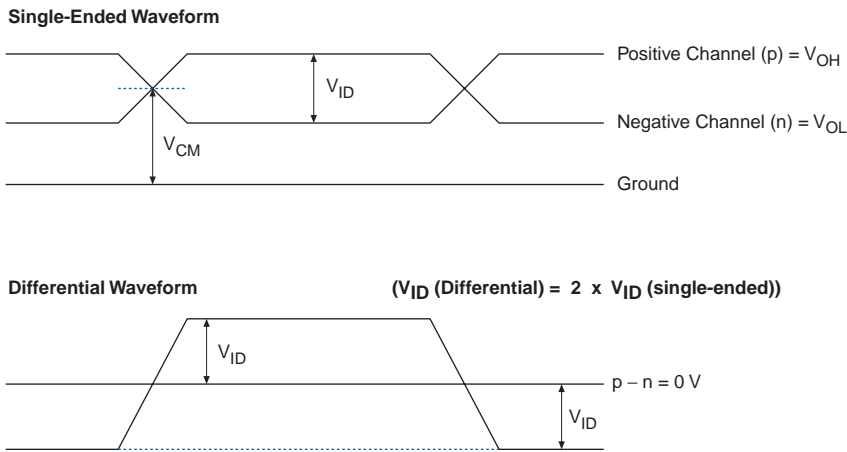 Single-Ended Waveform
Positive Channel (p) = VOH
VID
Negative Channel (n) = VOL
VCM
Ground
Differential Waveform
(VID (Differential) = 2 x VID (single-ended))
VID
p – n = 0 V
VID